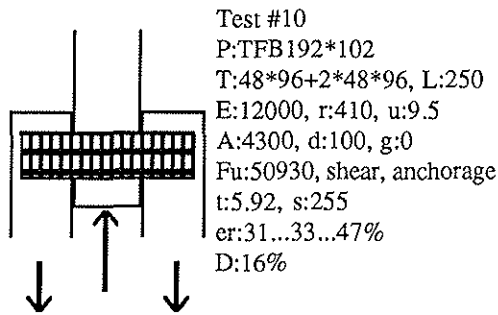 Test #10
P:TFB192*102
T:48*96+2*48*96, L:250
E:12000, r:410, u:9.5
A:4300, d:100, g:0
Fu:50930, shear, anchorage
t:5.92, s:255
er:31...33...47%
D:16%